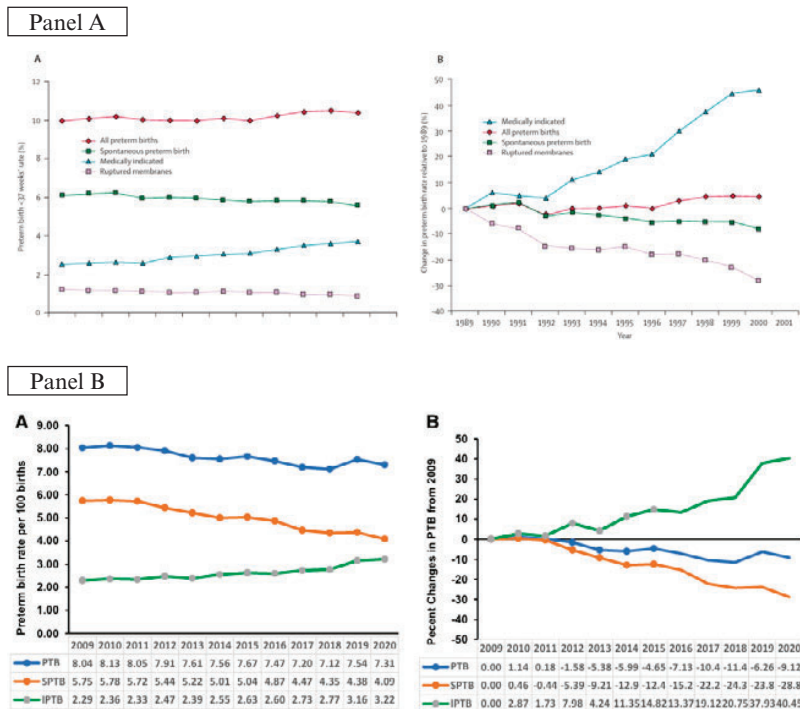 Panel A
A
Preterm birth <37 weeks' rate (%)
12
10
8
6
4
2
0
All preterm births
Spontaneous preterm birth
Medically indicated
Ruptured membranes
B
Change in preterm birth rate relative to 1989 (%)
50
40
30
20
10
0
-10
-20
-30
-40
Medically indicated
All preterm births
Spontaneous preterm birth
Ruptured membranes
1989 1990 1991 1992 1993 1994 1995 1996 1997 1998 1999 2000 2001
Year
Panel B
A
Preterm birth rate per 100 births
9.00
8.00
7.00
6.00
5.00
4.00
3.00
2.00
1.00
0.00
2009 2010 2011 2012 2013 2014 2015 2016 2017 2018 2019 2020
PTB 8.04 8.13 8.05 7.91 7.61 7.56 7.67 7.47 7.20 7.12 7.54 7.31
SPTB 5.75 5.78 5.72 5.44 5.22 5.01 5.04 4.87 4.47 4.35 4.38 4.09
IPTB 2.29 2.36 2.33 2.47 2.39 2.55 2.63 2.60 2.73 2.77 3.16 3.22
B
Pecent Changes in PTB from 2009
50
40
30
20
10
0
-10
-20
-30
-40
-50
2009 2010 2011 2012 2013 2014 2015 2016 2017 2018 2019 2020
PTB 0.00 1.14 0.18 -1.58 -5.38 -5.99 -4.65 -7.13 -10.4 -11.4 -6.26 -9.12
SPTB 0.00 0.46 -0.44 -5.39 -9.21 -12.9 -12.4 -15.2 -22.2 -24.3 -23.8 -28.8
IPTB 0.00 2.87 1.73 7.98 4.24 11.35 14.82 13.37 19.12 20.75 37.93 40.45